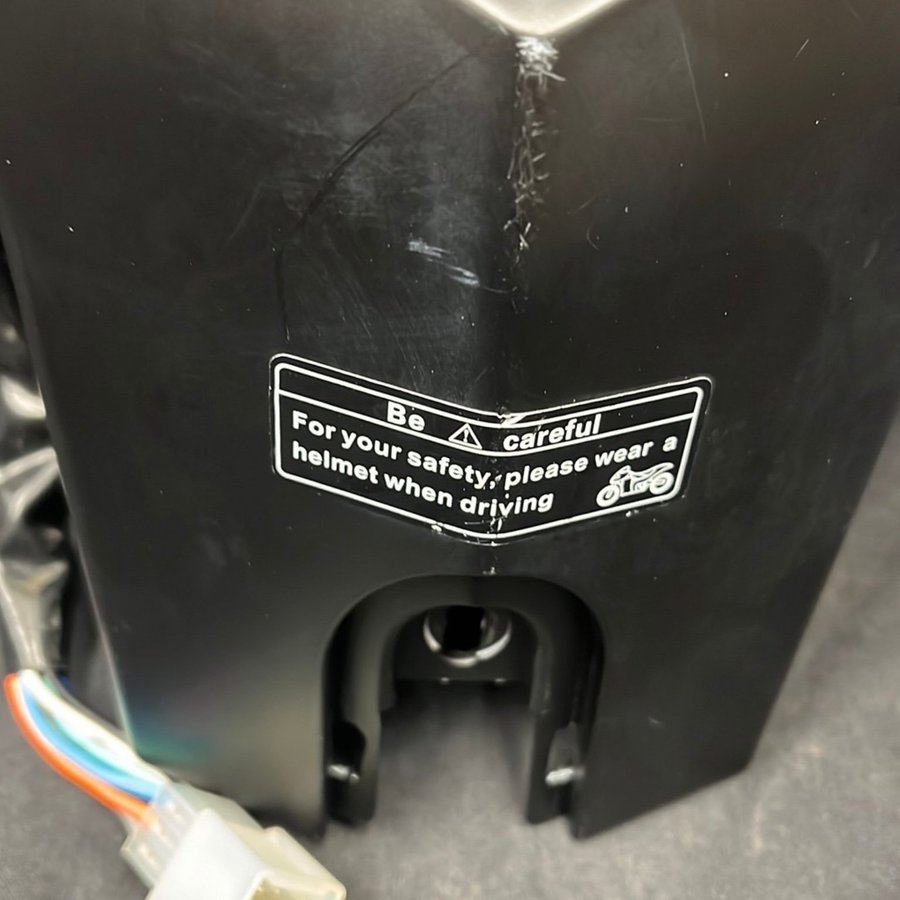 Be careful
For your safety, please wear a
helmet when driving